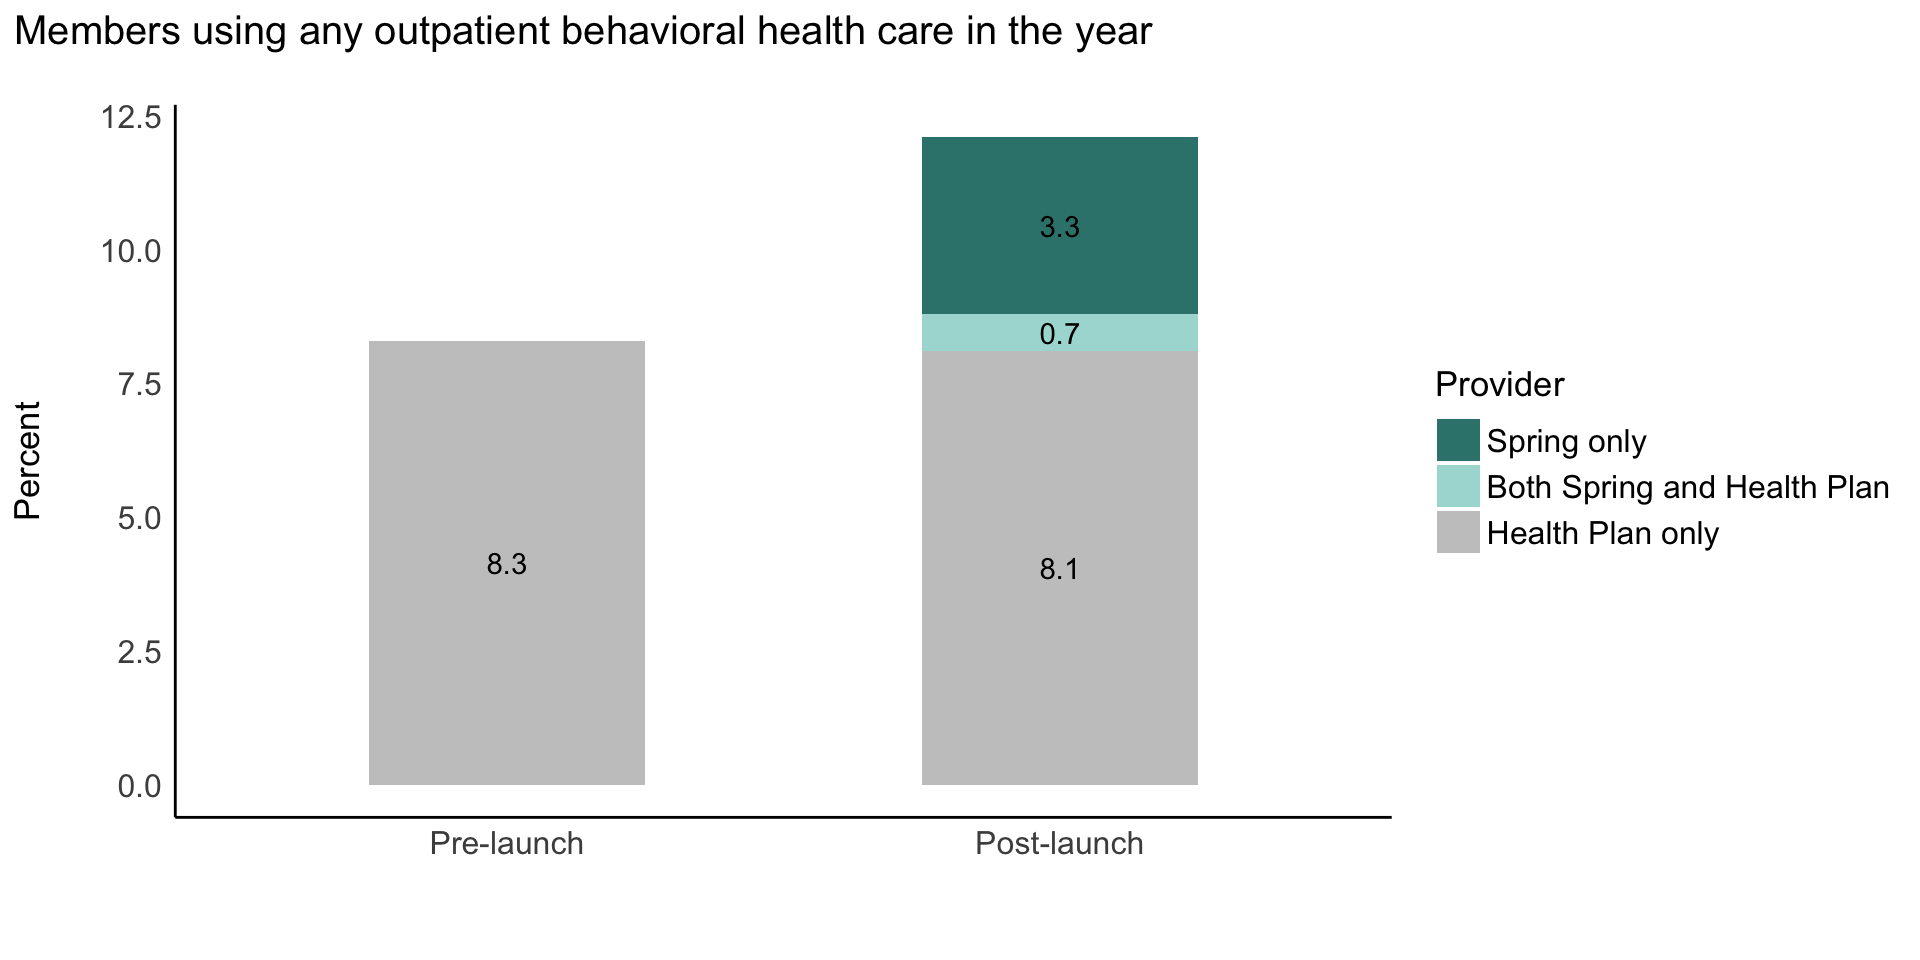 Members using any outpatient behavioral health care in the year
12.5
10.0
7.5
5.0
2.5
0.0
Percent
8.3
3.3
0.7
8.1
Pre-launch
Post-launch
Provider
Spring only
Both Spring and Health Plan
Health Plan only